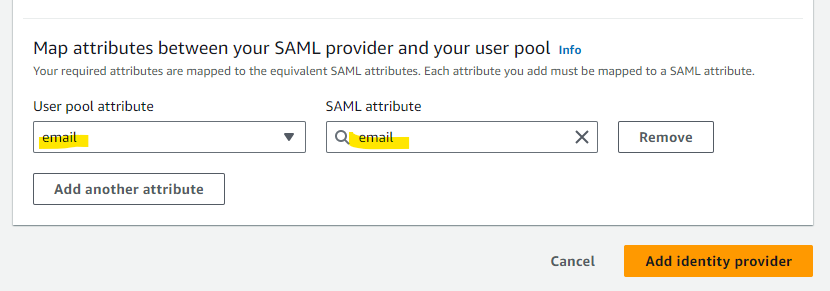 Map attributes between your SAML provider and your user pool Info
Your required attributes are mapped to the equivalent SAML attributes. Each attribute you add must be mapped to a SAML attribute.
User pool attribute SAML attribute
email email Remove
Add another attribute
Cancel Add identity provider